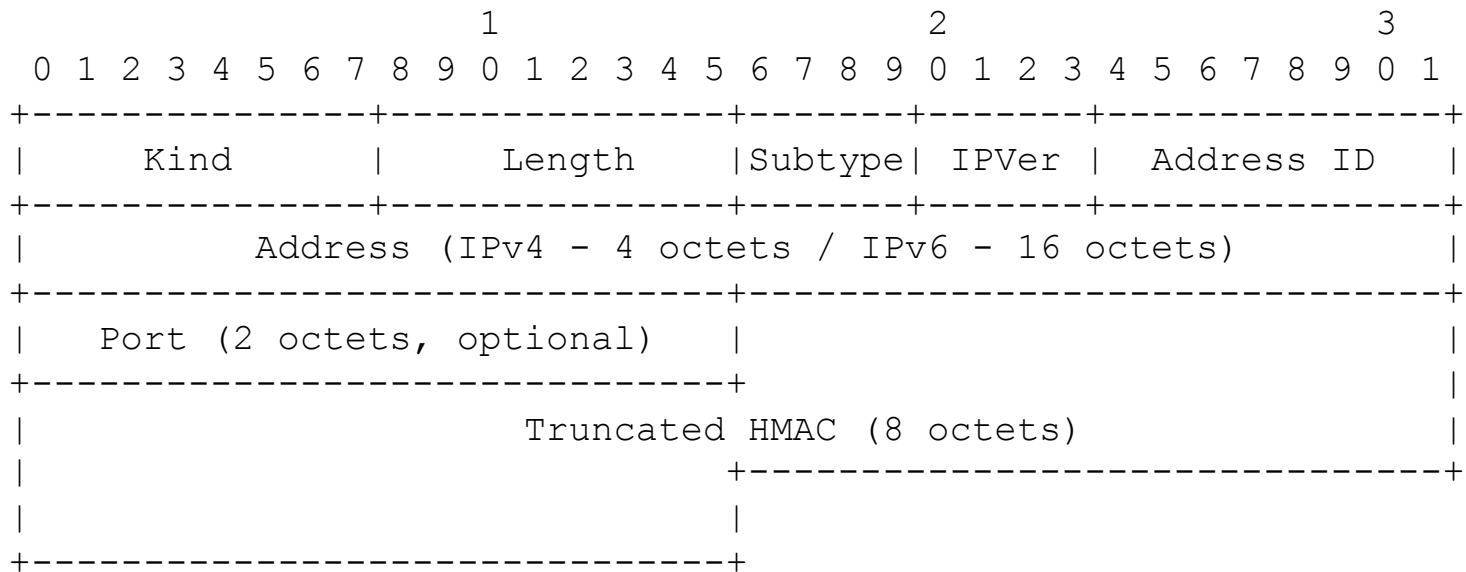 1                   2                   3
 0 1 2 3 4 5 6 7 8 9 0 1 2 3 4 5 6 7 8 9 0 1 2 3 4 5 6 7 8 9 0 1
+---------------+---------------+-------+-------+---------------+
|     Kind      |     Length    |Subtype| IPVer |  Address ID   |
+---------------+---------------+-------+-------+---------------+
|          Address (IPv4 - 4 octets / IPv6 - 16 octets)         |
+-------------------------------+-------------------------------+
|   Port (2 octets, optional)   |                               |
+-------------------------------+                               |
|                      Truncated HMAC (8 octets)                |
|                               +-------------------------------+
|                               |
+-------------------------------+